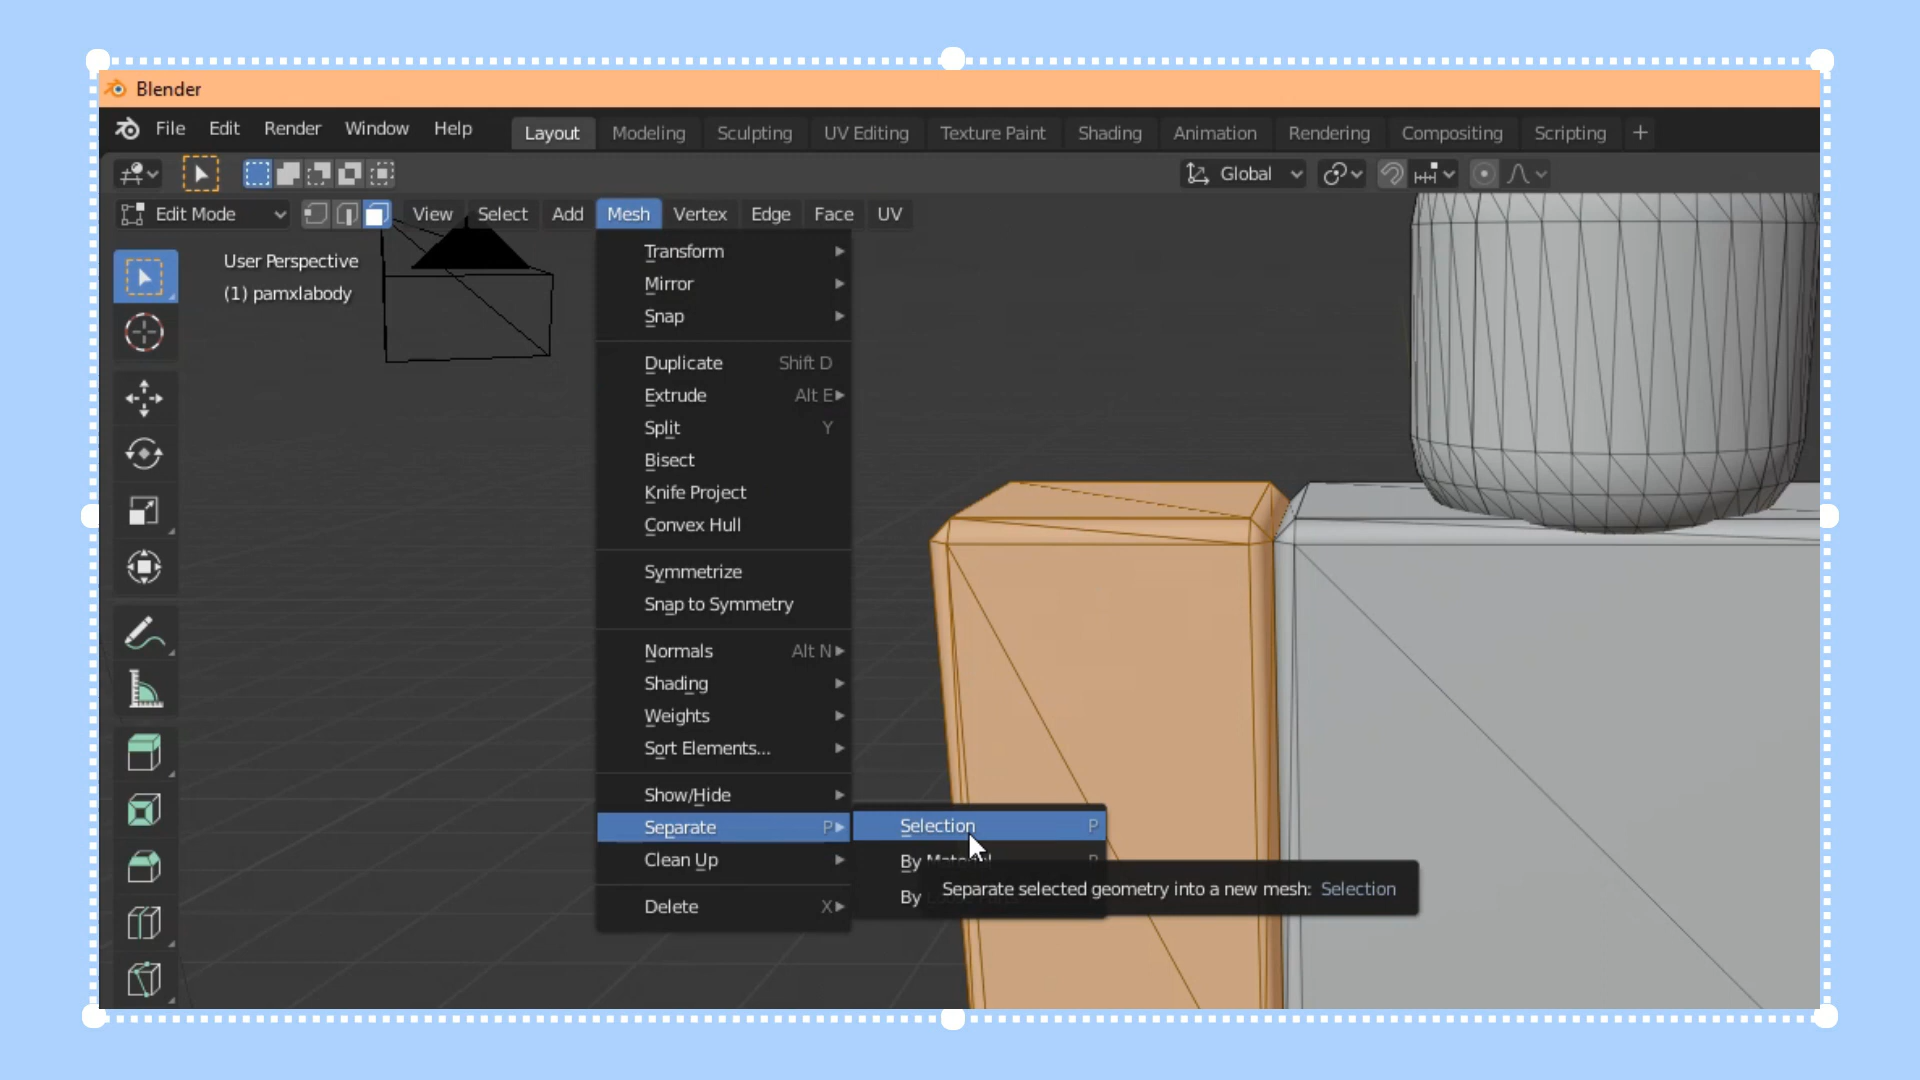 Blender
File Edit Render Window Help Layout Modeling Sculpting UV Editing Texture Paint Shading Animation Rendering Compositing Scripting +
Global
Edit Mode View Select Add Mesh Vertex Edge Face UV
User Perspective
(1) pamxlabody
Transform
Mirror
Snap
Duplicate Shift D
Extrude Alt E
Split Y
Bisect
Knife Project
Convex Hull
Symmetrize
Snap to Symmetry
Normals Alt N
Shading
Weights
Sort Elements...
Show/Hide
Separate P
Clean Up
Delete X
Selection P
By Material P
By
Separate selected geometry into a new mesh: Selection